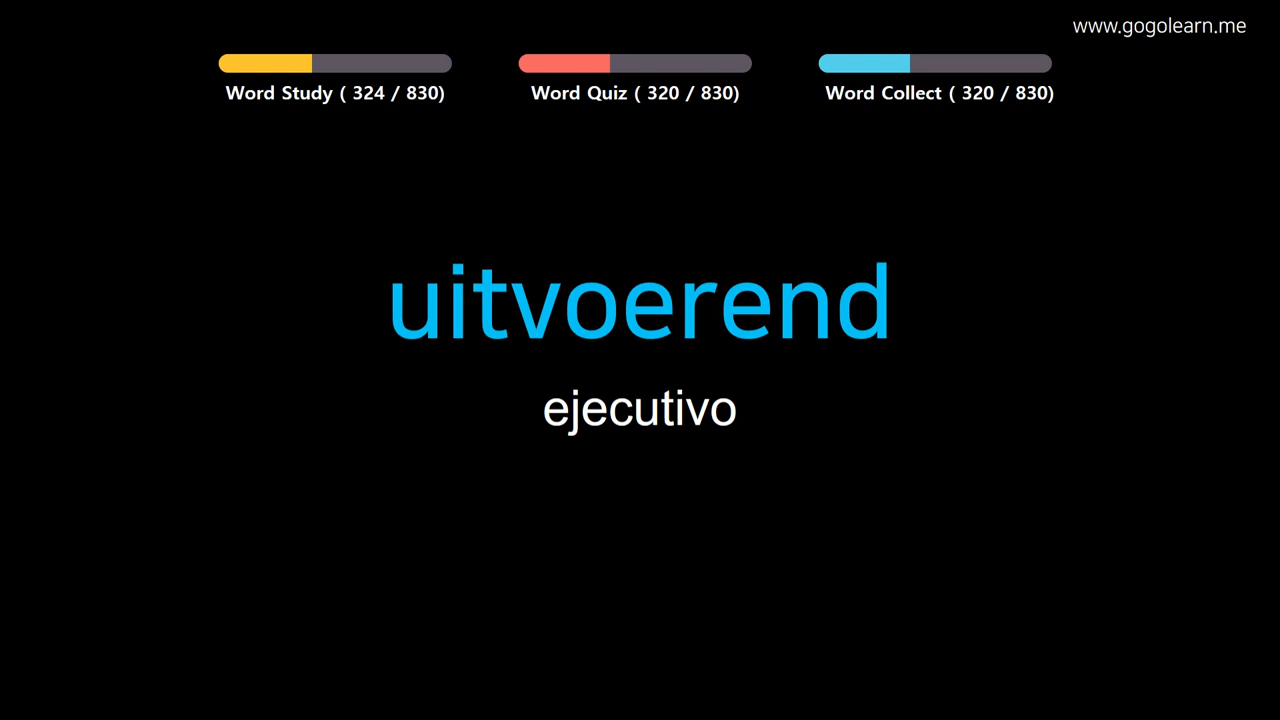 www.gogolearn.me
Word Study ( 324 / 830)
Word Quiz ( 320 / 830)
Word Collect ( 320 / 830)
uitvoerend
ejecutivo